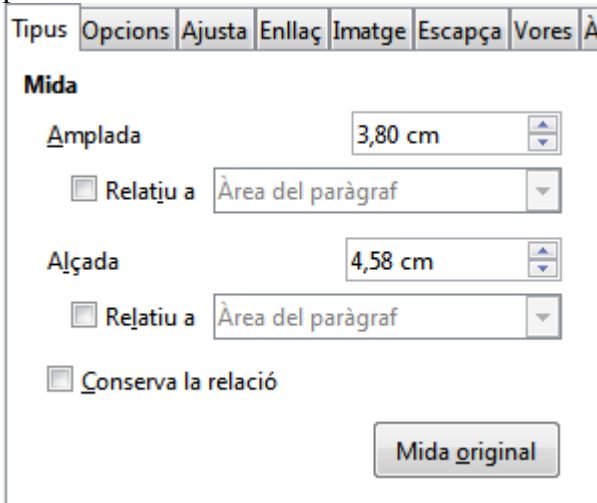 Tipus Opcions Ajusta Enllaç Imatge Escapça Vores
Mida
Amplada 3,80 cm
Relatiu a Àrea del paràgraf
Alçada 4,58 cm
Relatiu a Àrea del paràgraf
Conserva la relació
Mida original